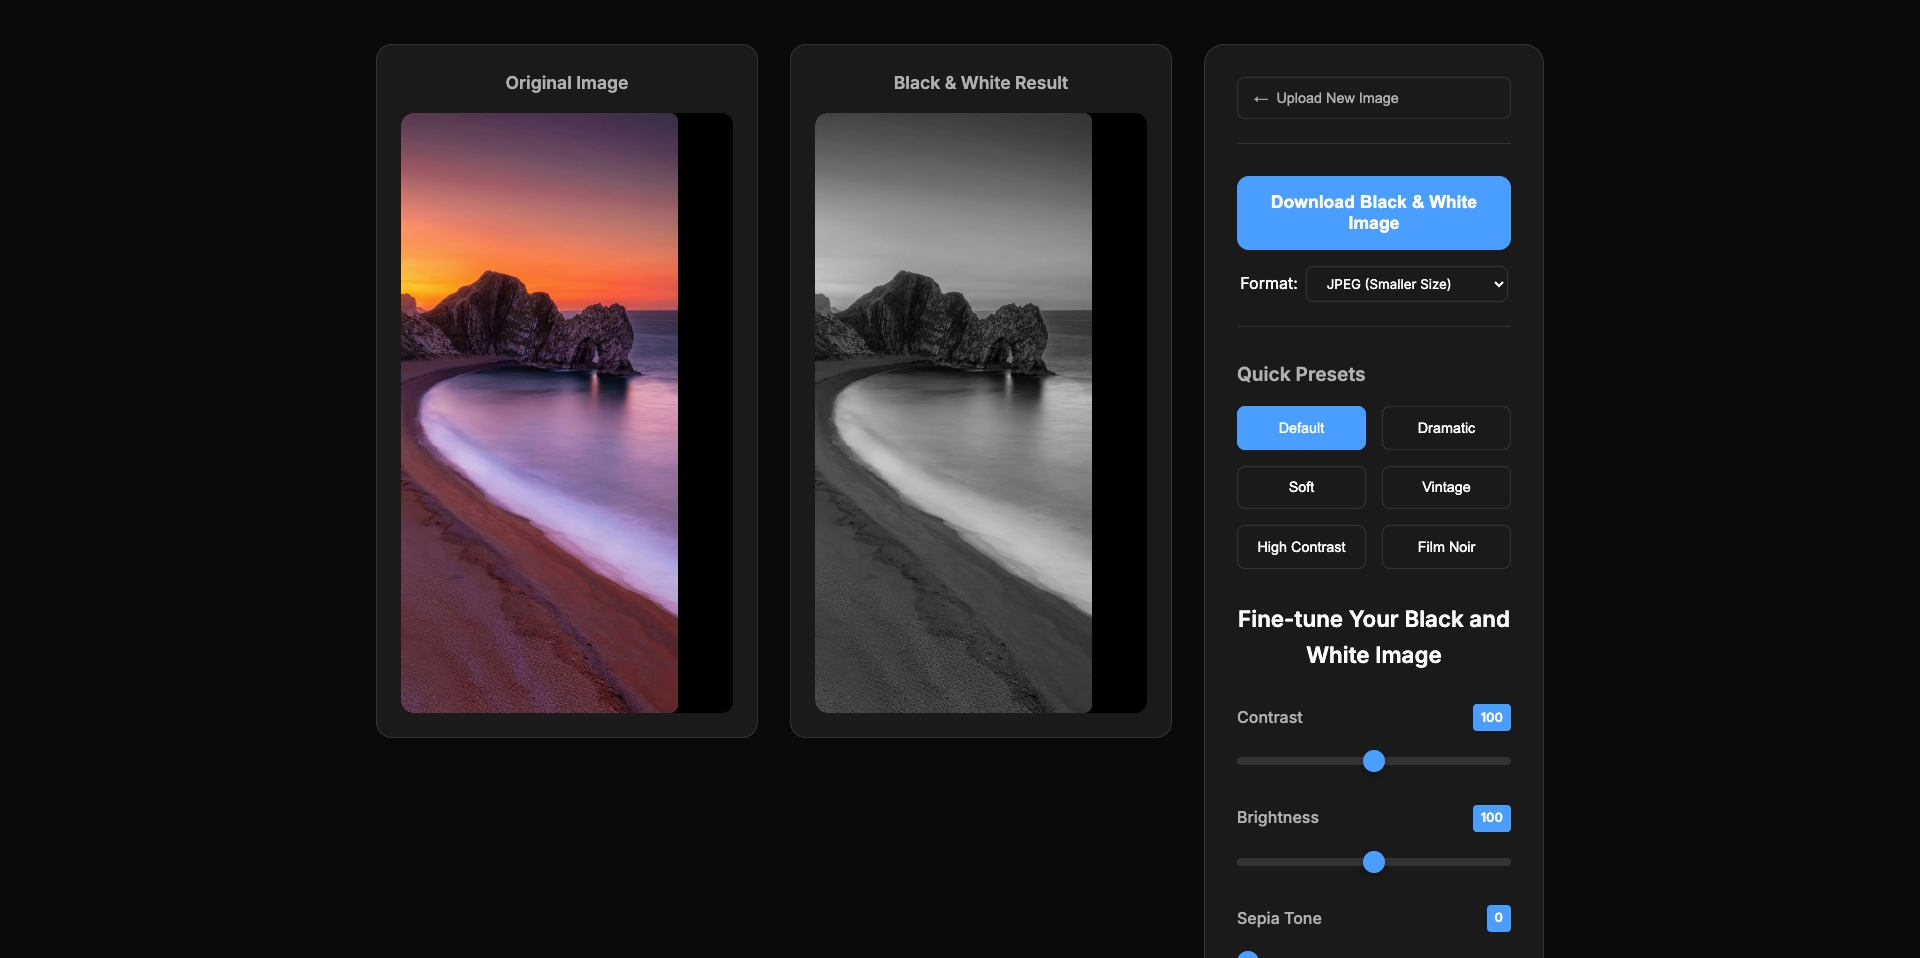 Original Image
Black & White Result
← Upload New Image
Download Black & White
Image
Format: JPEG (Smaller Size)
Quick Presets
Default Dramatic
Soft Vintage
High Contrast Film Noir
Fine-tune Your Black and
White Image
Contrast 100
Brightness 100
Sepia Tone 0